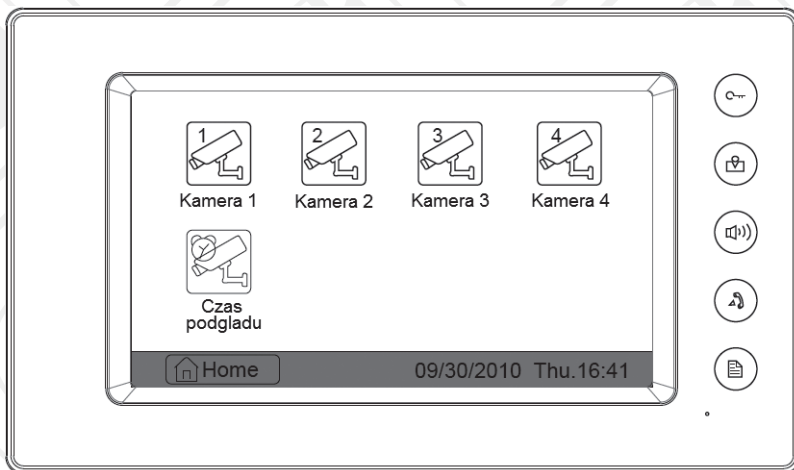 1
2
3
4
Kamera 1
Kamera 2
Kamera 3
Kamera 4
Czas
podgladu
Home
09/30/2010 Thu.16:41